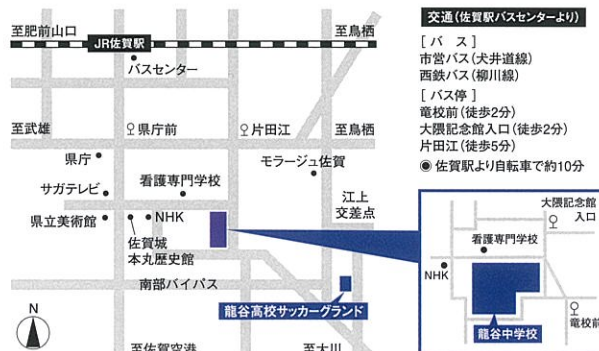 至肥前山口
至鳥栖
JR佐賀駅
バスセンター
至武雄
県庁前
片田江
至鳥栖
県庁
モラージュ佐賀
サガテレビ
看護専門学校
江上
交差点
県立美術館
NHK
佐賀城
本丸歴史館
南部バイパス
龍谷高校サッカーグランド
N
至佐賀空港
至大川
交通(佐賀駅バスセンターより)
[バ ス]
市営バス(犬井道線)
西鉄バス(柳川線)
[バス停]
竜校前(徒歩2分)
大隈記念館入口(徒歩2分)
片田江(徒歩5分)
◉ 佐賀駅より自転車で約10分
大隈記念館
入口
看護専門学校
NHK
龍谷中学校
竜校前